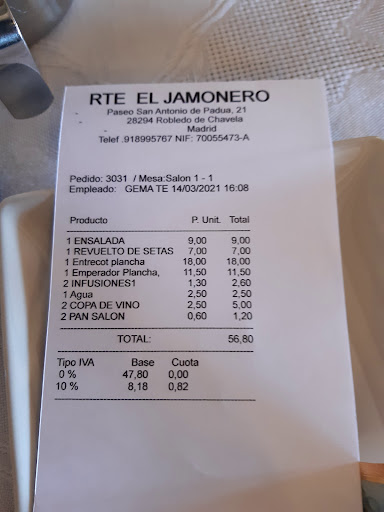 RTE EL JAMONERO
Paseo San Antonio de Padua, 21
28294 Robledo de Chavela
Madrid
Telef .918995767 NIF: 70055473-A
Pedido: 3031 / Mesa:Salon 1 - 1
Empleado: GEMA TE 14/03/2021 16:08
Producto P. Unit. Total
1 ENSALADA 9,00 9,00
1 REVUELTO DE SETAS 7,00 7,00
1 Entrecot plancha 18,00 18,00
1 Emperador Plancha, 11,50 11,50
2 INFUSIONES1 1,30 2,60
1 Agua 2,50 2,50
2 COPA DE VINO 2,50 5,00
2 PAN SALON 0,60 1,20
TOTAL: 56,80
Tipo IVA Base Cuota
0 % 47,80 0,00
10 % 8,18 0,82